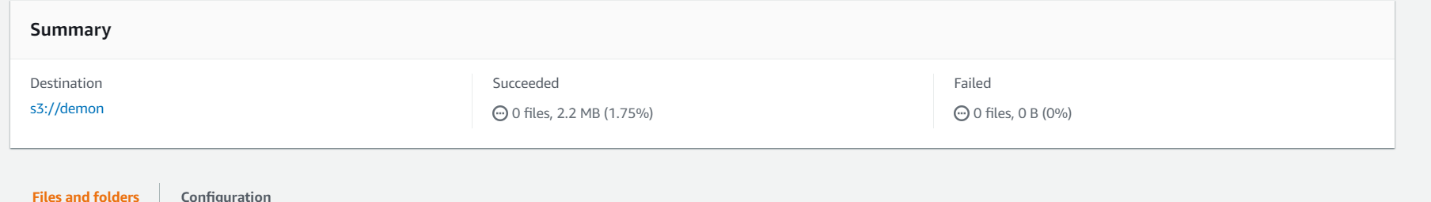 Summary
Destination
s3://demon
Succeeded
0 files, 2.2 MB (1.75%)
Failed
0 files, 0 B (0%)
Files and folders
Configuration